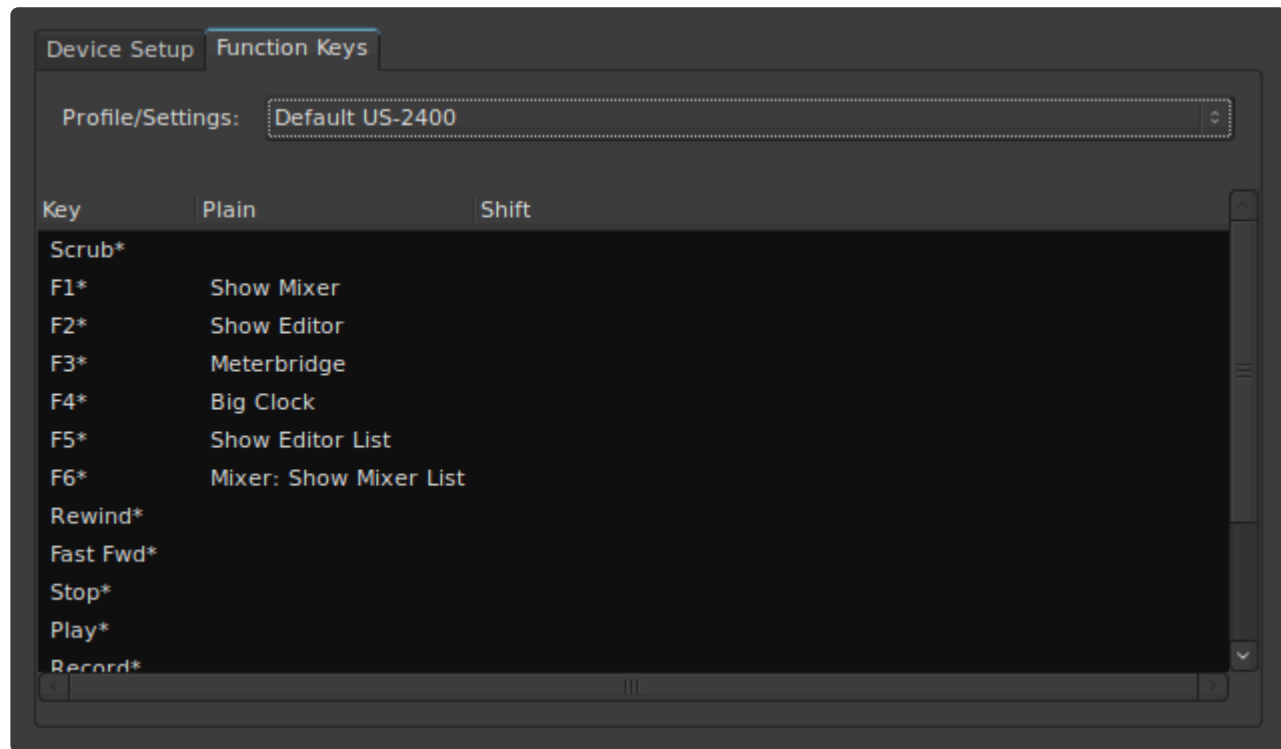 Device Setup Function Keys
Profile/Settings: Default US-2400
Key Plain Shift
Scrub*
F1* Show Mixer
F2* Show Editor
F3* Meterbridge
F4* Big Clock
F5* Show Editor List
F6* Mixer: Show Mixer List
Rewind*
Fast Fwd*
Stop*
Play*
Record*